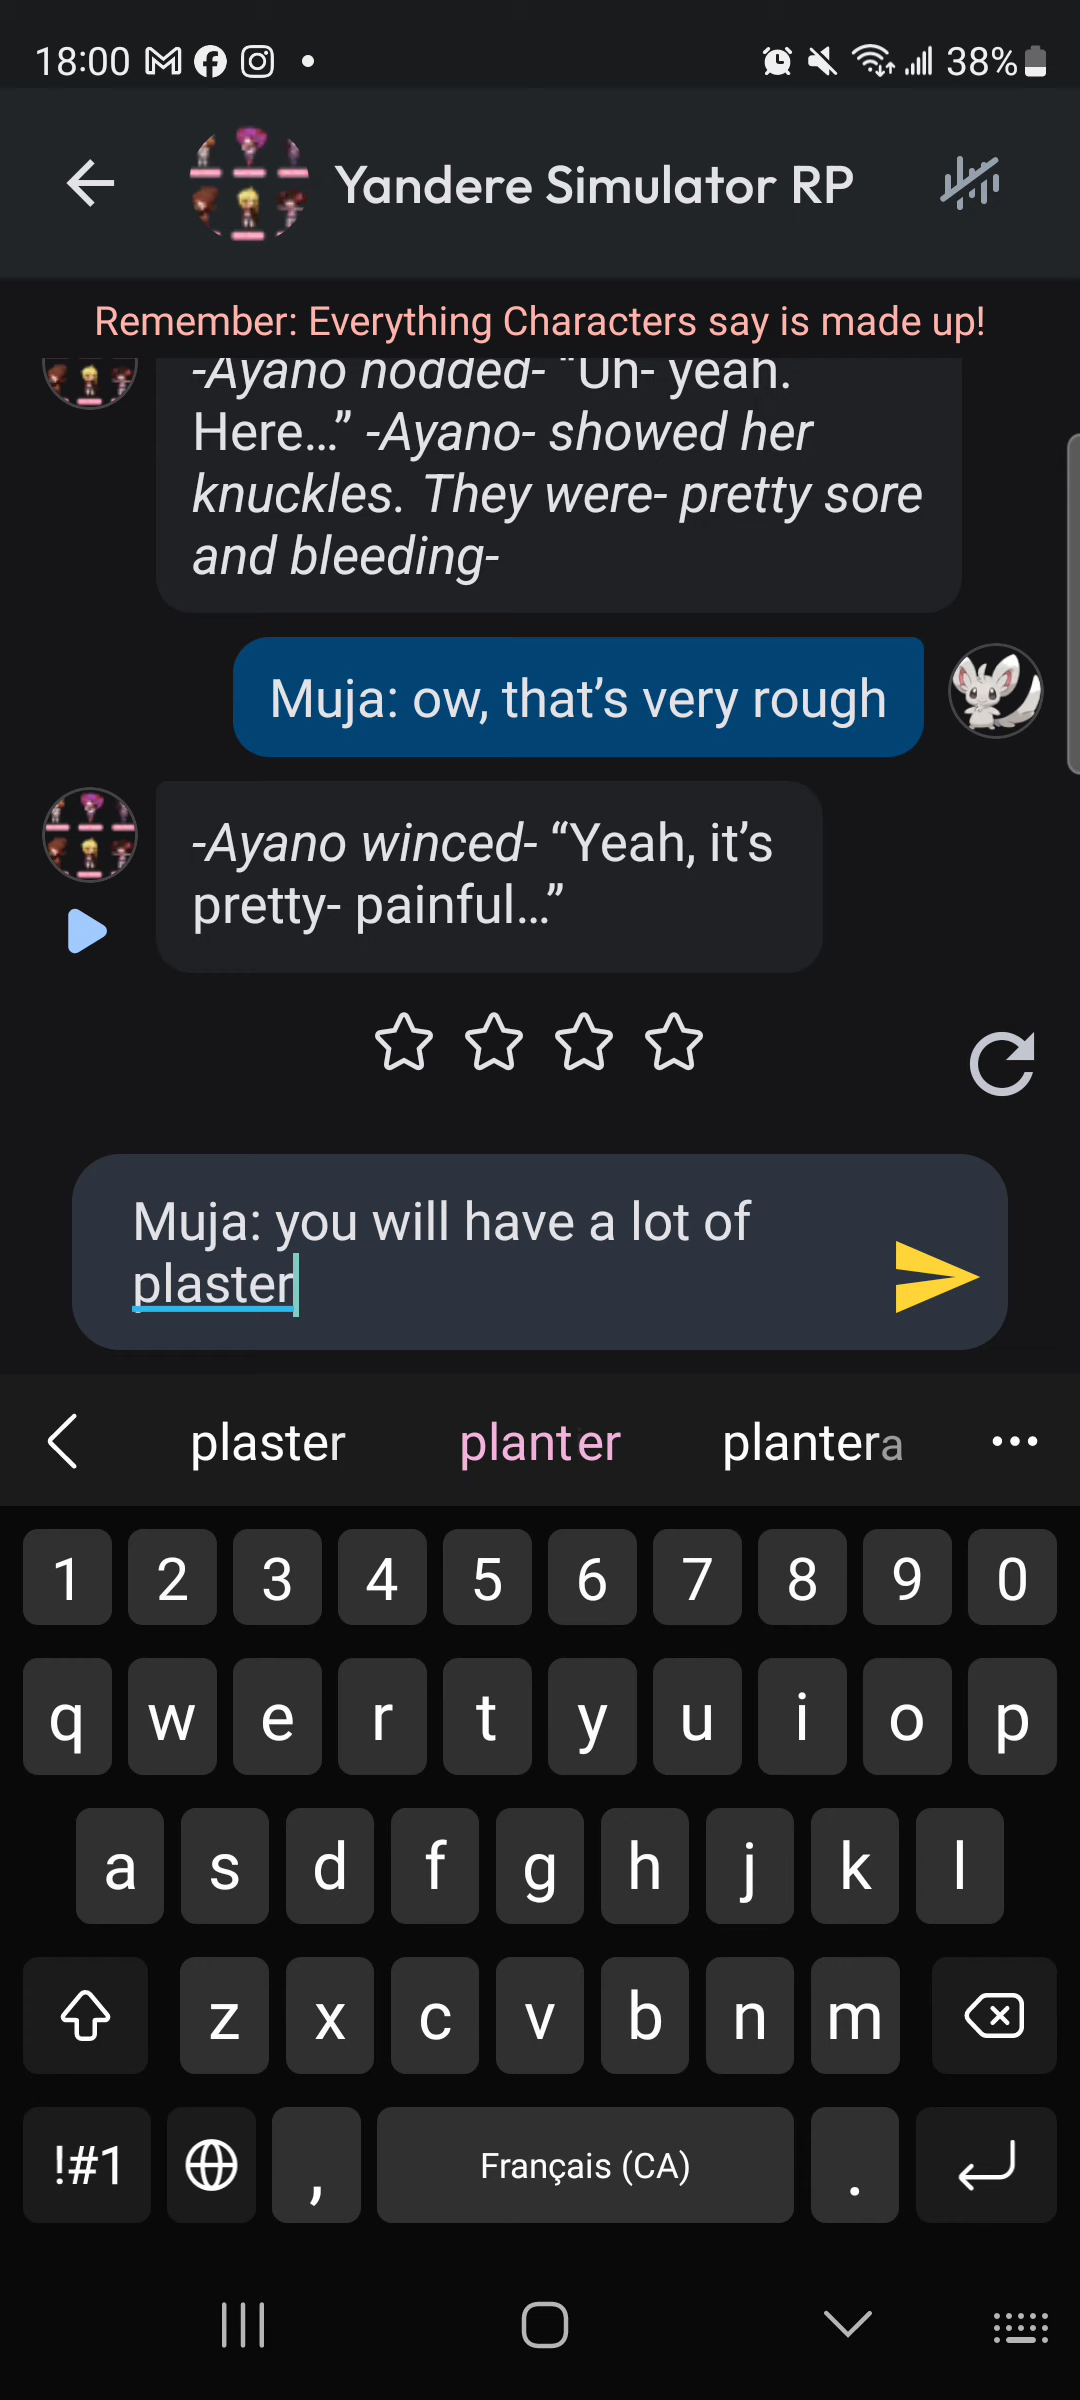 18:00
38%
Yandere Simulator RP
Remember: Everything Characters say is made up!
-Ayano nodded- “Uh- yeah.
Here...” -Ayano- showed her
knuckles. They were- pretty sore
and bleeding-
Muja: ow, that’s very rough
-Ayano winced- “Yeah, it’s
pretty- painful...”
Muja: you will have a lot of
plaster
plaster planter plantera
1 2 3 4 5 6 7 8 9 0
q w e r t y u i o p
a s d f g h j k l
z x c v b n m
!#1 , Français (CA) .